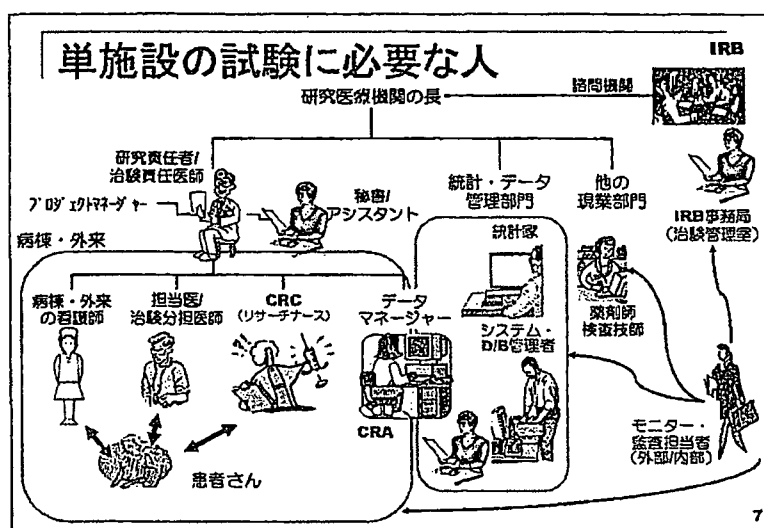 単施設の試験に必要な人
IRB
研究医療機関の長
諮問機関
研究責任者/
治験責任医師
プロジェクトマネージャー
秘書/
アシスタント
統計・データ
管理部門
他の
現業部門
IRB事務局
(治験管理室)
病棟・外来
統計家
病棟・外来
の看護師
担当医/
治験分担医師
CRC
(リサーチナース)
データ
マネージャー
薬剤師
検査技師
システム・
D/B管理者
CRA
モニター・
監査担当者
(外部/内部)
患者さん
7